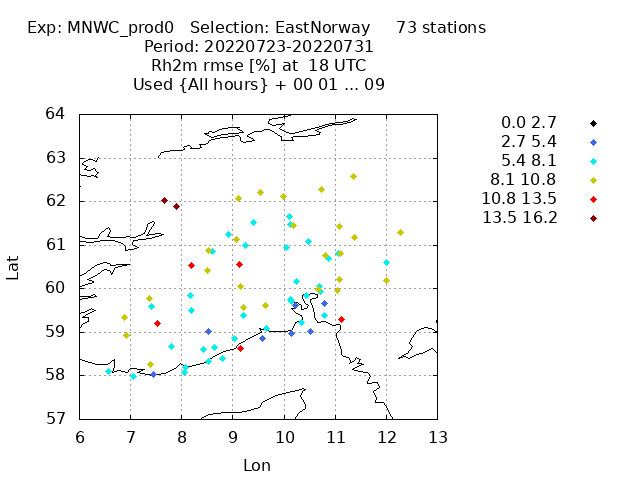 Exp: MNWC_prod0 Selection: EastNorway 73 stations
Period: 20220723-20220731
Rh2m rmse [%] at 18 UTC
Used {All hours} + 00 01 ... 09
0.0 2.7
2.7 5.4
5.4 8.1
8.1 10.8
10.8 13.5
13.5 16.2
64
63
62
61
60
59
58
57
Lat
6 7 8 9 10 11 12 13
Lon